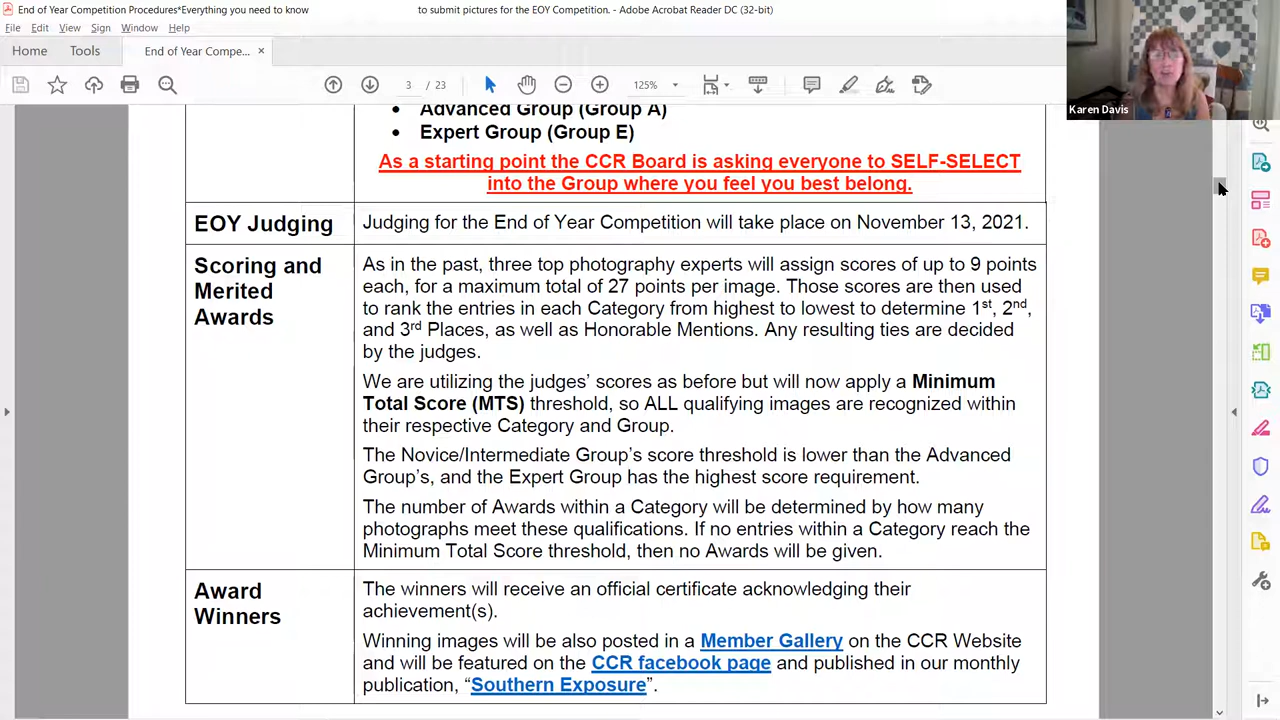 End of Year Competition Procedures*Everything you need to know to submit pictures for the EOY Competition. - Adobe Acrobat Reader DC (32-bit)
File Edit View Sign Window Help
Home Tools End of Year Compe... ×
3 / 23 125%
Karen Davis
• Advanced Group (Group A)
• Expert Group (Group E)
As a starting point the CCR Board is asking everyone to SELF-SELECT
into the Group where you feel you best belong.
EOY Judging
Judging for the End of Year Competition will take place on November 13, 2021.
Scoring and
Merited
Awards
As in the past, three top photography experts will assign scores of up to 9 points
each, for a maximum total of 27 points per image. Those scores are then used
to rank the entries in each Category from highest to lowest to determine 1st, 2nd,
and 3rd Places, as well as Honorable Mentions. Any resulting ties are decided
by the judges.
We are utilizing the judges’ scores as before but will now apply a Minimum
Total Score (MTS) threshold, so ALL qualifying images are recognized within
their respective Category and Group.
The Novice/Intermediate Group’s score threshold is lower than the Advanced
Group’s, and the Expert Group has the highest score requirement.
The number of Awards within a Category will be determined by how many
photographs meet these qualifications. If no entries within a Category reach the
Minimum Total Score threshold, then no Awards will be given.
Award
Winners
The winners will receive an official certificate acknowledging their
achievement(s).
Winning images will be also posted in a Member Gallery on the CCR Website
and will be featured on the CCR facebook page and published in our monthly
publication, “Southern Exposure”.